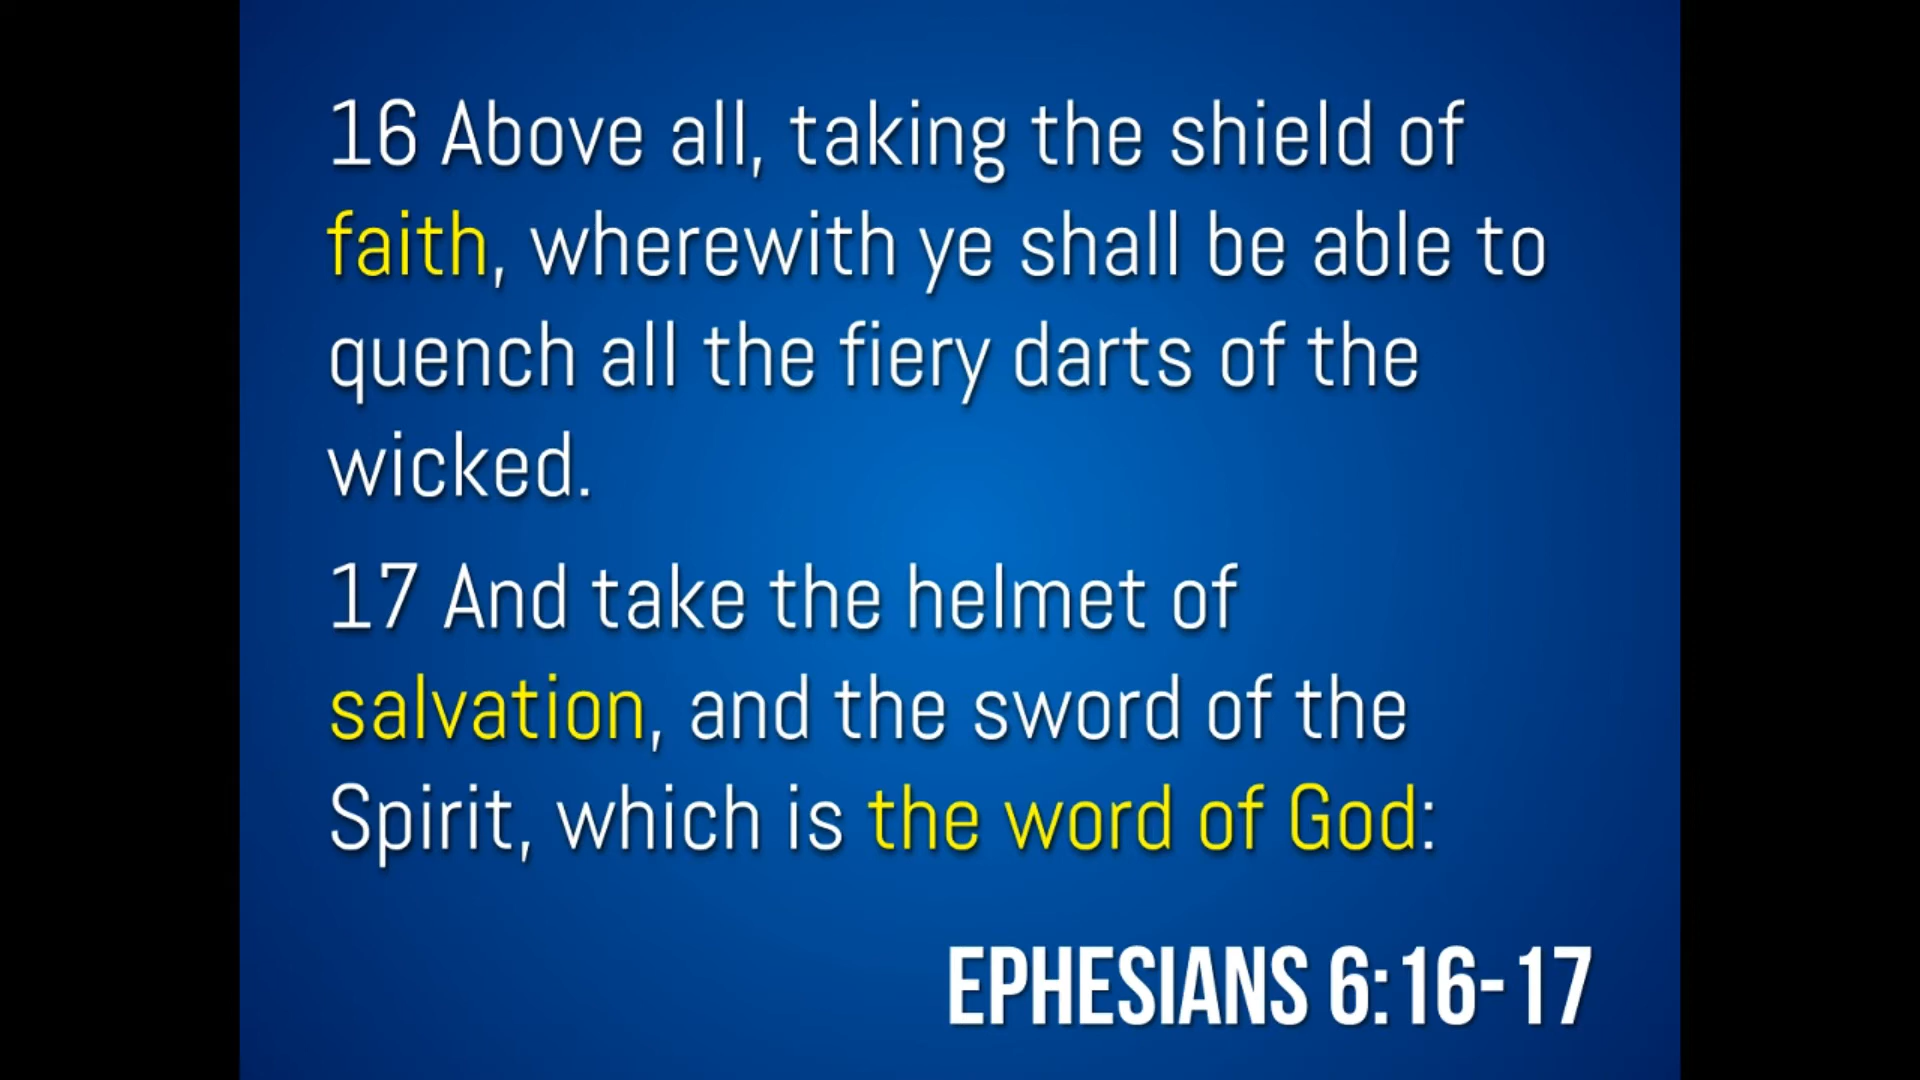 16 Above all, taking the shield of
faith, wherewith ye shall be able to
quench all the fiery darts of the
wicked.
17 And take the helmet of
salvation, and the sword of the
Spirit, which is the word of God:
EPHESIANS 6:16-17